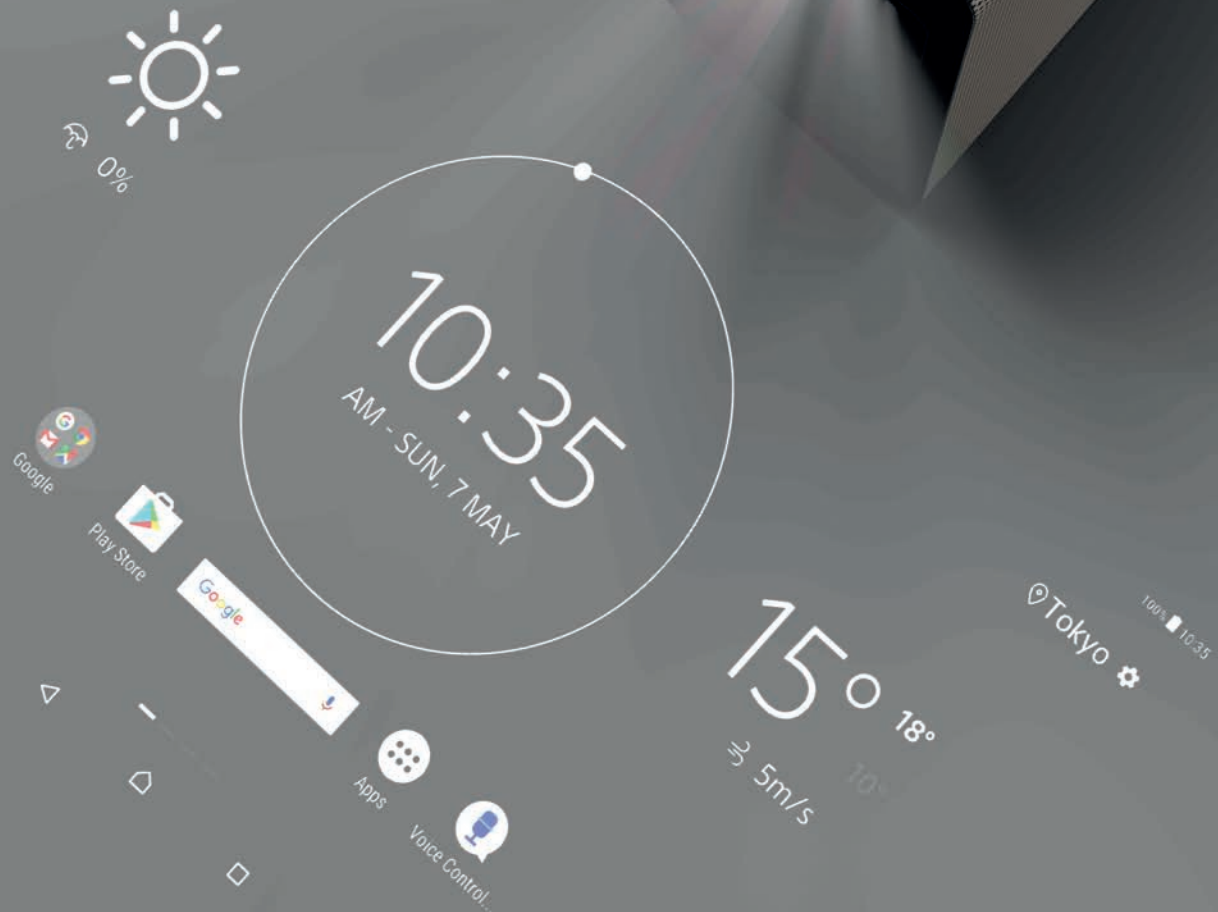 100% 10:35
Tokyo
0%
15°
18°
10°
5m/s
10:35
AM - SUN, 7 MAY
Google
Play Store
Google
Apps
Voice Control...